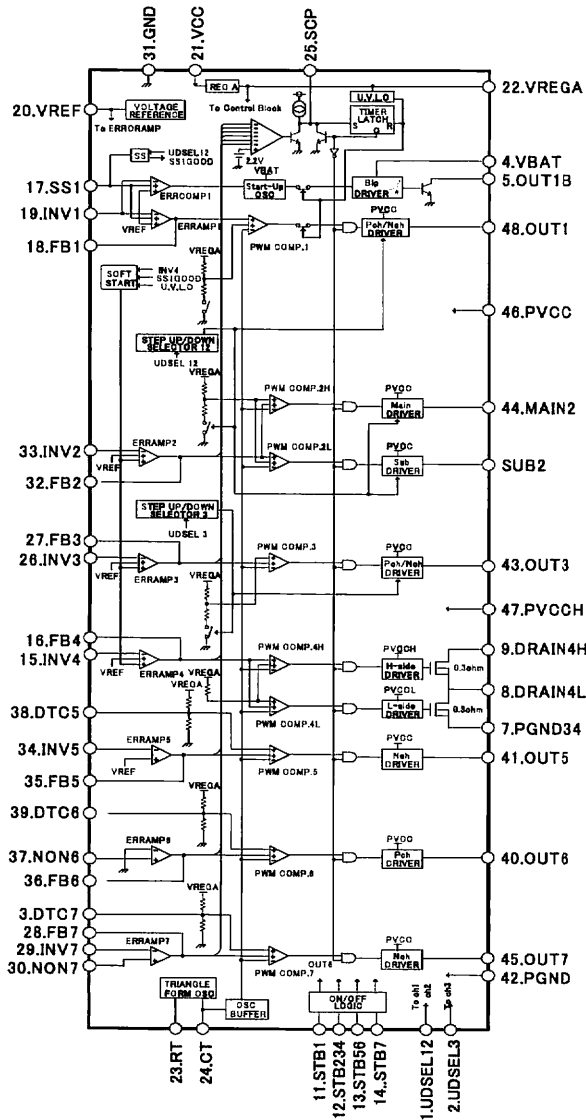 31.GND
21.VCC
25.SCP
22.VREGA
REG A
To Control Block
U.V.L.O
TIMER LATCH
S
R
Q
20.VREF
VOLTAGE REFERENCE
To ERRORAMP
2.2V
VBAT
4.VBAT
SS
UDSEL12
SS1GOOD
17.SS1
ERRCOMP1
Start-Up OSC
Bip DRIVER
5.OUT1B
19.INV1
VREF
ERRAMP1
PWM COMP.1
PVCC
Pch/Nch DRIVER
48.OUT1
18.FB1
VREGA
SOFT START
INV4
SS1GOOD
U.V.L.O
46.PVCC
STEP UP/DOWN SELECTOR 12
UDSEL 12
VREGA
PWM COMP.2H
PVCC
Main DRIVER
44.MAIN2
33.INV2
ERRAMP2
VREF
PWM COMP.2L
PVCC
Sub DRIVER
SUB2
32.FB2
STEP UP/DOWN SELECTOR 3
UDSEL 3
27.FB3
26.INV3
VREF
ERRAMP3
VREGA
PWM COMP.3
PVCC
Pch/Nch DRIVER
43.OUT3
47.PVCCH
16.FB4
15.INV4
VREF
ERRAMP4
PWM COMP.4H
PVCCH
H-side DRIVER
0.3ohm
9.DRAIN4H
VREGA
VREGA
PWM COMP.4L
PVCCL
L-side DRIVER
0.3ohm
8.DRAIN4L
7.PGND34
38.DTC5
34.INV5
ERRAMP5
VREF
PWM COMP.5
PVCC
Nch DRIVER
41.OUT5
35.FB5
39.DTC6
VREGA
37.NON6
ERRAMP6
PWM COMP.6
PVCC
Pch DRIVER
40.OUT6
36.FB6
3.DTC7
VREGA
28.FB7
29.INV7
30.NON7
ERRAMP7
PWM COMP.7
PVCC
Nch DRIVER
45.OUT7
42.PGND
TRIANGLE FORM OSC
OSC BUFFER
ON/OFF LOGIC
To ch1
ch2
To ch3
23.RT
24.CT
11.STB1
12.STB234
13.STB56
14..STB7
1.UDSEL12
2.UDSEL3